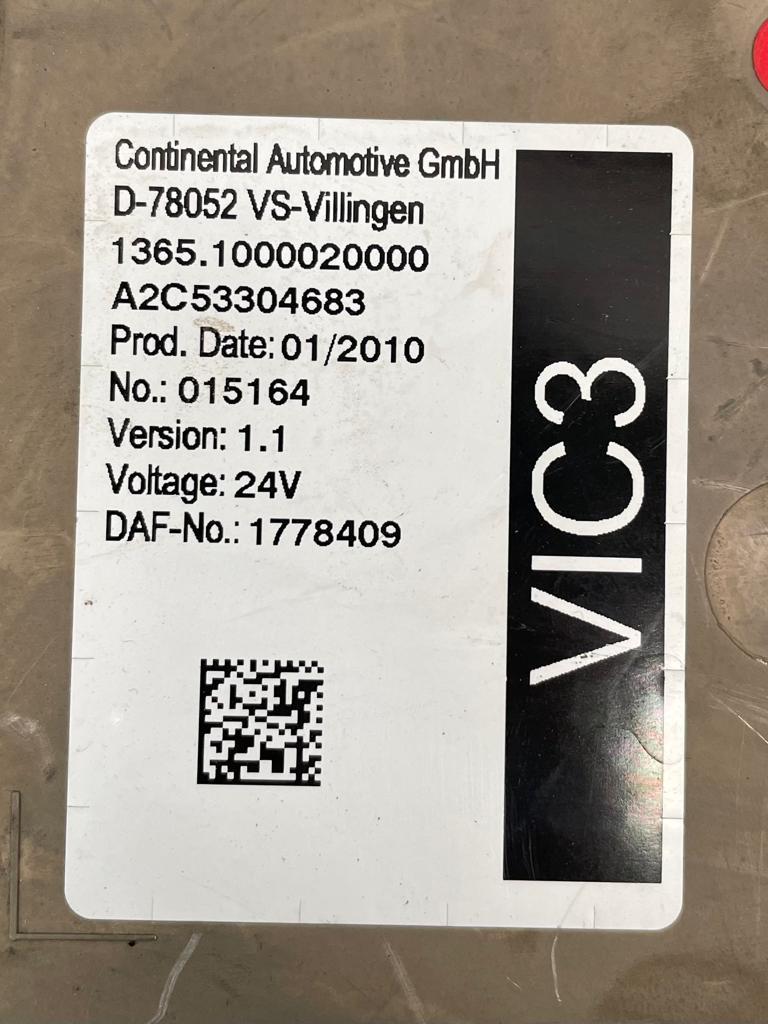 Continental Automotive GmbH
D-78052 VS-Villingen
1365.1000020000
A2C53304683
Prod. Date: 01/2010
No.: 015164
Version: 1.1
Voltage: 24V
DAF-No.: 1778409
VIC3